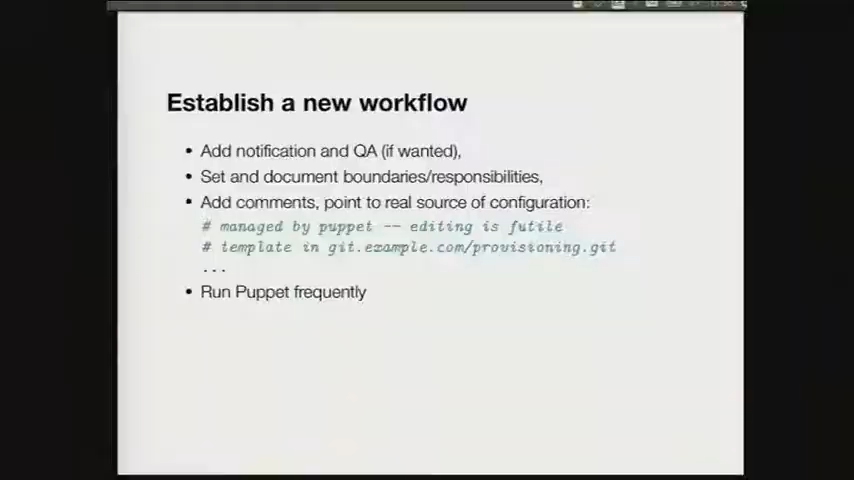 Establish a new workflow
• Add notification and QA (if wanted),
• Set and document boundaries/responsibilities,
• Add comments, point to real source of configuration:
# managed by puppet -- editing is futile
# template in git.example.com/provisioning.git
...
• Run Puppet frequently